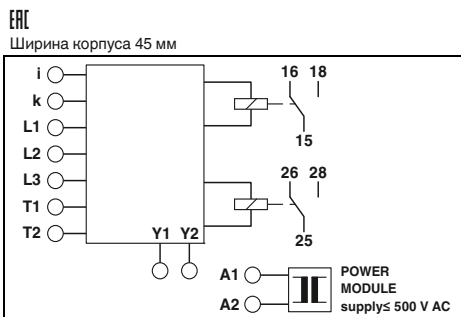 EAC
Ширина корпуса 45 мм
i
k
L1
L2
L3
T1
T2
Y1 Y2
16 18
15
26 28
25
A1
A2
POWER
MODULE
supply≤ 500 V AC